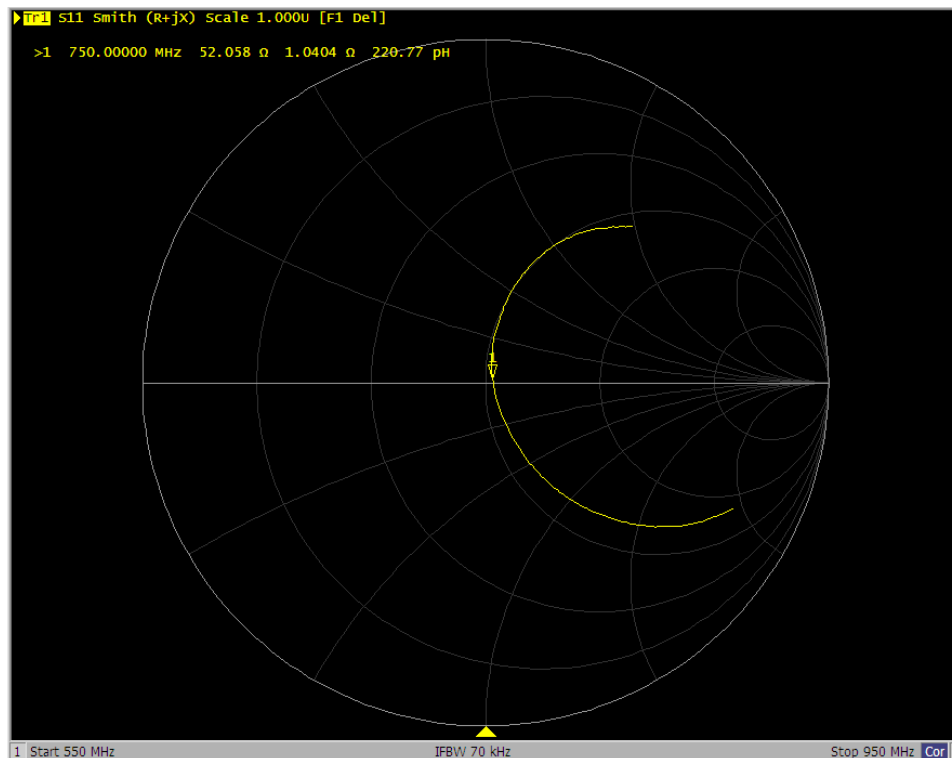 Tr1 S11 Smith (R+jX) Scale 1.000U [F1 Del]
>1 750.00000 MHz 52.058 Ω 1.0404 Ω 220.77 pH
1
1 Start 550 MHz IFBW 70 kHz Stop 950 MHz Cor